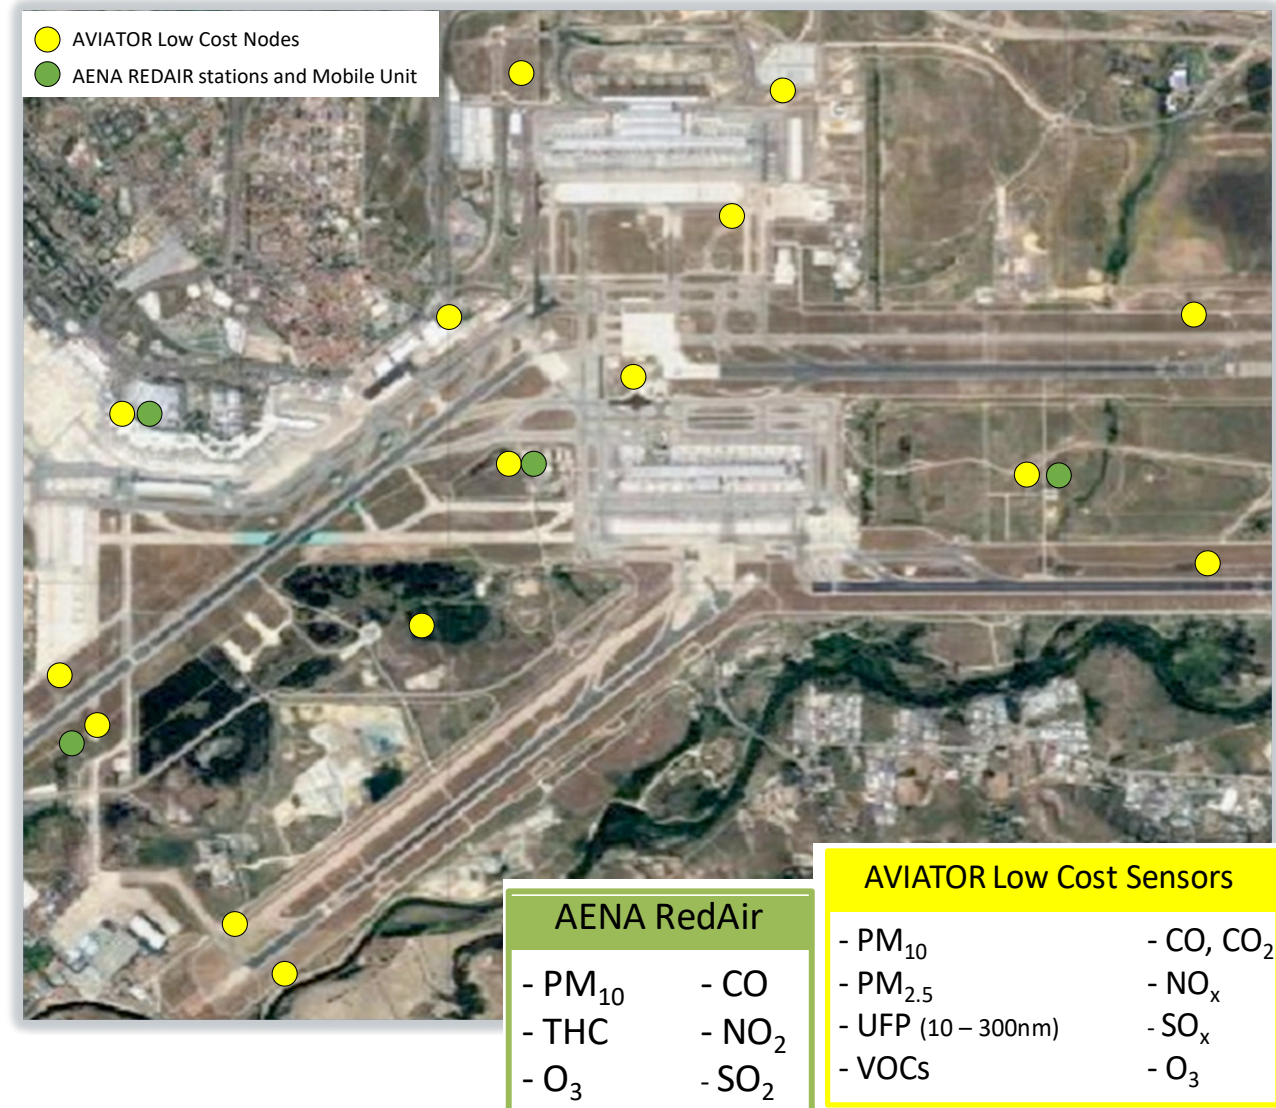 AVIATOR Low Cost Nodes
AENA REDAIR stations and Mobile Unit
AENA RedAir
- PM10 - CO
- THC - NO2
- O3 - SO2
AVIATOR Low Cost Sensors
- PM10 - CO, CO2
- PM2.5 - NOx
- UFP (10 – 300nm) - SOx
- VOCs - O3